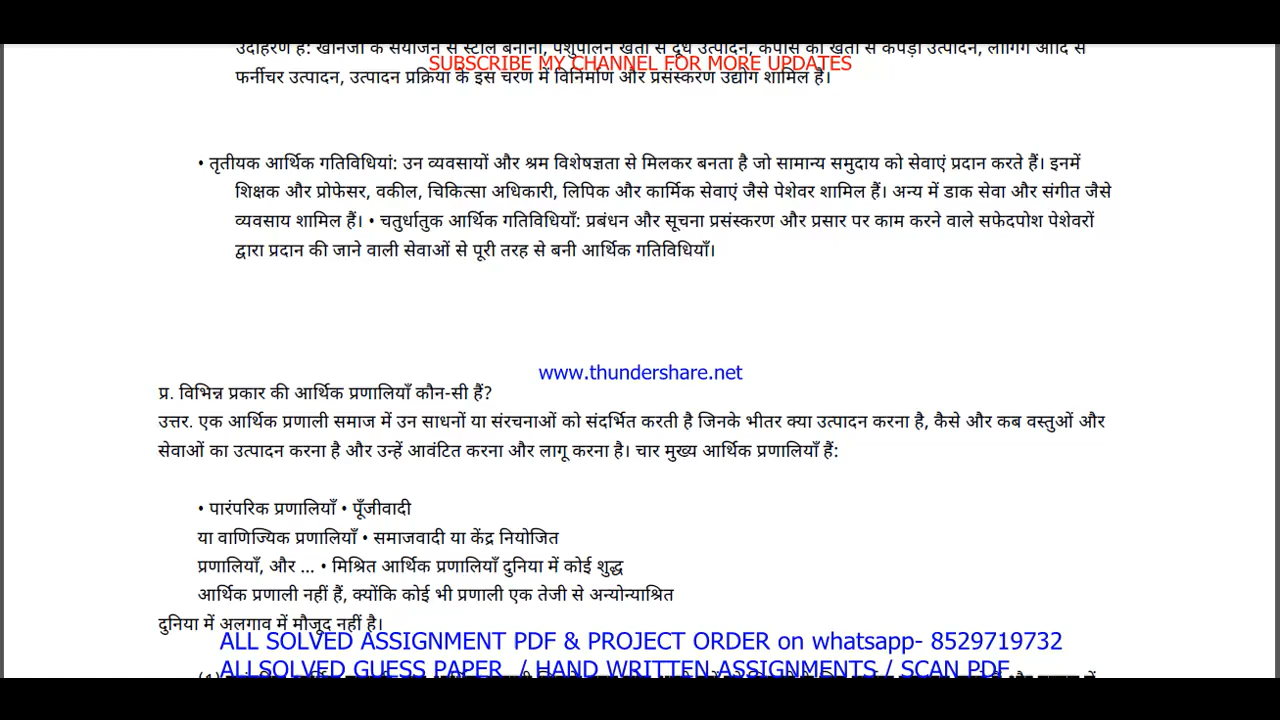 उदाहरण हैं: खनिजों के संयोजन से स्टील बनाना, पशुपालन खेती से दूध उत्पादन, कपास की खेती से कपड़ा उत्पादन, लॉगिंग आदि से
SUBSCRIBE MY CHANNEL FOR MORE UPDATES
फर्नीचर उत्पादन, उत्पादन प्रक्रिया के इस चरण में विनिर्माण और प्रसंस्करण उद्योग शामिल हैं।
• तृतीयक आर्थिक गतिविधियां: उन व्यवसायों और श्रम विशेषज्ञता से मिलकर बनता है जो सामान्य समुदाय को सेवाएं प्रदान करते हैं। इनमें
शिक्षक और प्रोफेसर, वकील, चिकित्सा अधिकारी, लिपिक और कार्मिक सेवाएं जैसे पेशेवर शामिल हैं। अन्य में डाक सेवा और संगीत जैसे
व्यवसाय शामिल हैं। • चतुर्धातुक आर्थिक गतिविधियाँ: प्रबंधन और सूचना प्रसंस्करण और प्रसार पर काम करने वाले सफेदपोश पेशेवरों
द्वारा प्रदान की जाने वाली सेवाओं से पूरी तरह से बनी आर्थिक गतिविधियाँ।
www.thundershare.net
प्र. विभिन्न प्रकार की आर्थिक प्रणालियाँ कौन-सी हैं?
उत्तर. एक आर्थिक प्रणाली समाज में उन साधनों या संरचनाओं को संदर्भित करती है जिनके भीतर क्या उत्पादन करना है, कैसे और कब वस्तुओं और
सेवाओं का उत्पादन करना है और उन्हें आवंटित करना और लागू करना है। चार मुख्य आर्थिक प्रणालियाँ हैं:
• पारंपरिक प्रणालियाँ • पूँजीवादी
या वाणिज्यिक प्रणालियाँ • समाजवादी या केंद्र नियोजित
प्रणालियाँ, और ... • मिश्रित आर्थिक प्रणालियाँ दुनिया में कोई शुद्ध
आर्थिक प्रणाली नहीं हैं, क्योंकि कोई भी प्रणाली एक तेजी से अन्योन्याश्रित
दुनिया में अलगाव में मौजूद नहीं है।
ALL SOLVED ASSIGNMENT PDF & PROJECT ORDER on whatsapp- 8529719732
ALLSOLVED GUESS PAPER / HAND WRITTEN ASSIGNMENTS / SCAN PDF